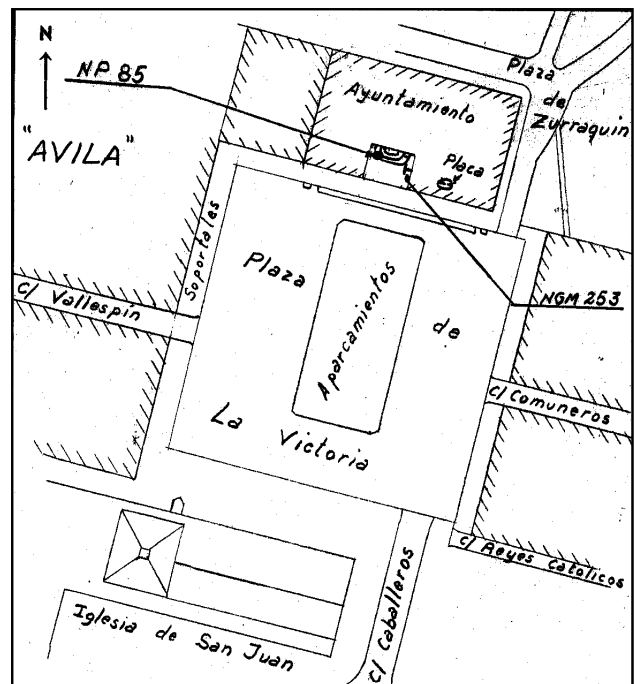 N
NP 85
"AVILA"
Ayuntamiento
Placa
Plaza
de
Zurraquin
NGM 253
Soportales
C/ Vallespín
Plaza
de
La Victoria
Aparcamientos
c/ Comuneros
c/ Reyes Catolicos
c/ Caballeros
Iglesia de San Juan